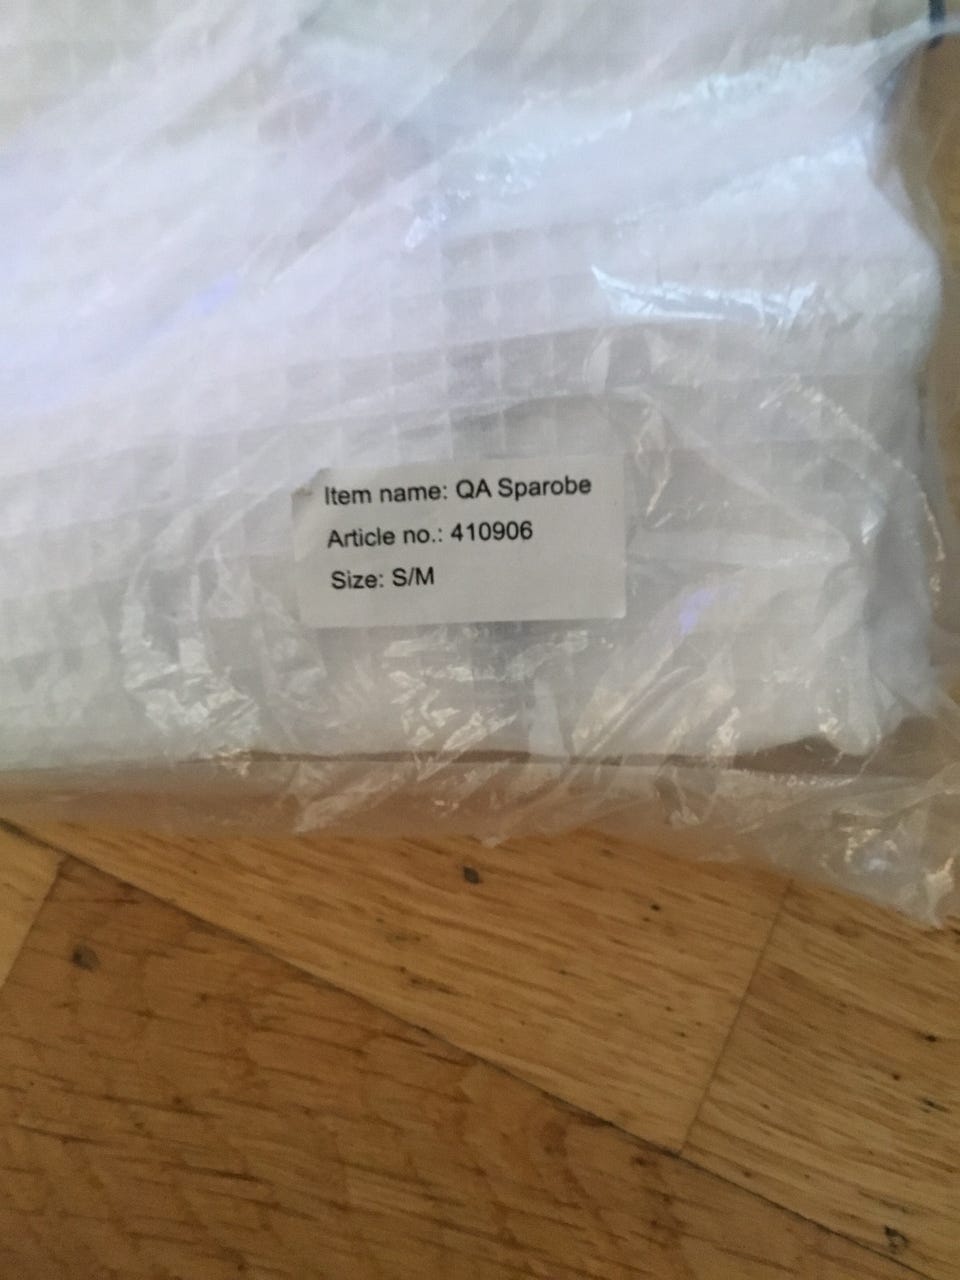 Item name: QA Sparobe
Article no.: 410906
Size: S/M